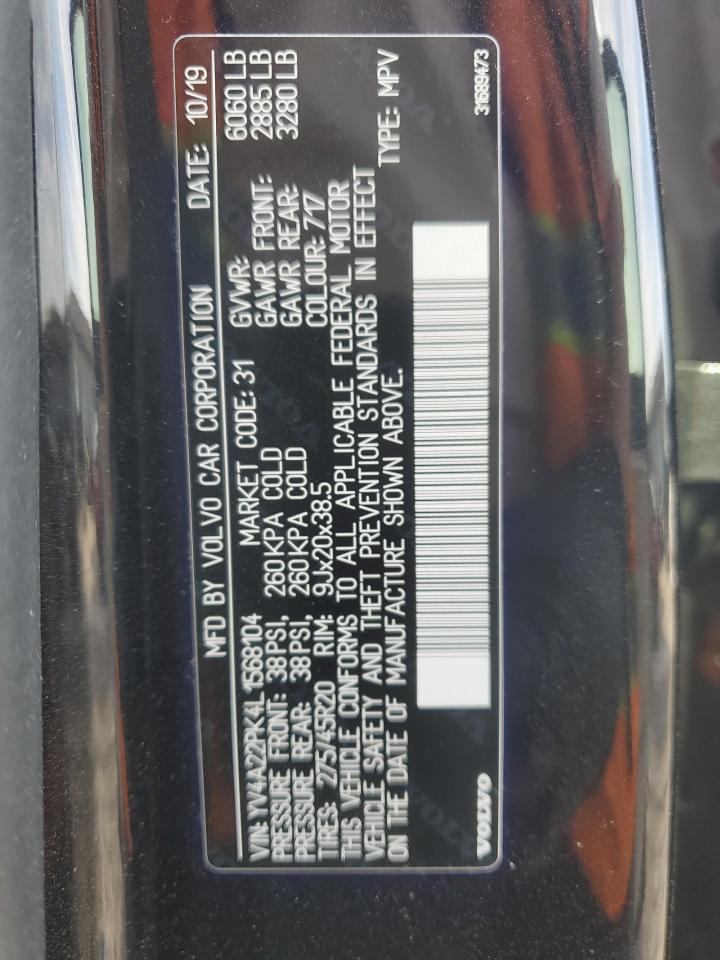 MFD BY VOLVO CAR CORPORATION DATE: 10/19
VIN: YV4A22PK4L1568104 MARKET CODE: 31 GVWR: 6060 LB
PRESSURE FRONT: 38PSI, 260KPA COLD GAWR FRONT: 2885 LB
PRESSURE REAR: 38PSI, 260KPA COLD GAWR REAR: 3280 LB
TIRES: 275/45R20 RIM: 9Jx20x38.5 COLOUR: 717
THIS VEHICLE CONFORMS TO ALL APPLICABLE FEDERAL MOTOR
VEHICLE SAFETY AND THEFT PREVENTION STANDARDS IN EFFECT
ON THE DATE OF MANUFACTURE SHOWN ABOVE. TYPE: MPV
VOLVO 31689473